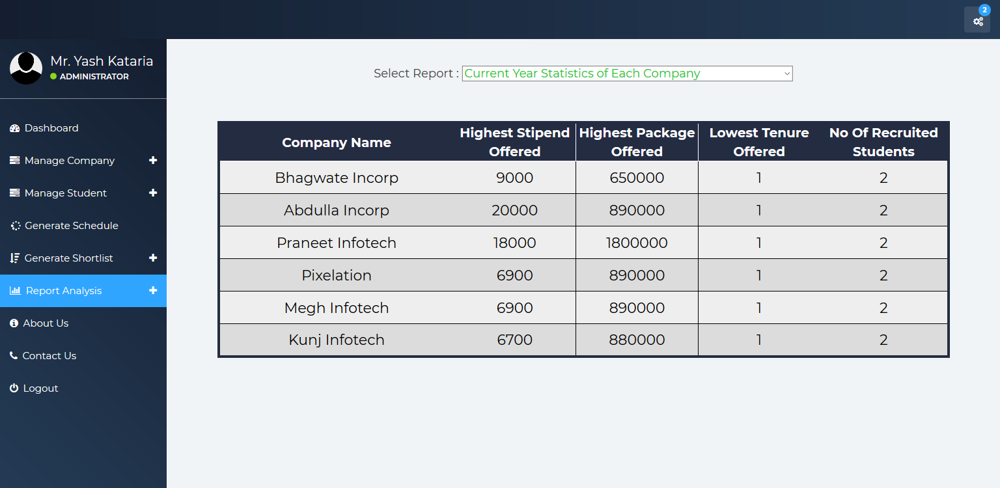 2
Mr. Yash Kataria
ADMINISTRATOR
Dashboard
Manage Company
Manage Student
Generate Schedule
Generate Shortlist
Report Analysis
About Us
Contact Us
Logout
Select Report : Current Year Statistics of Each Company
Company Name Highest Stipend Offered Highest Package Offered Lowest Tenure Offered No Of Recruited Students
Bhagwate Incorp 9000 650000 1 2
Abdulla Incorp 20000 890000 1 2
Praneet Infotech 18000 1800000 1 2
Pixelation 6900 890000 1 2
Megh Infotech 6900 890000 1 2
Kunj Infotech 6700 880000 1 2